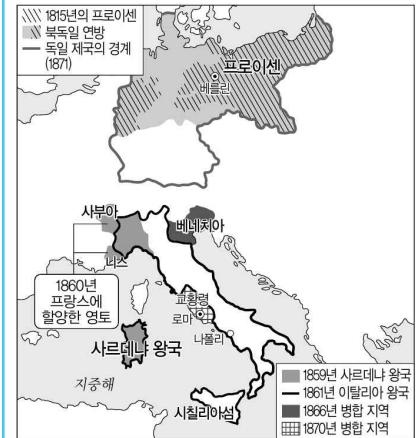 1815년의 프로이센
북독일 연방
독일 제국의 경계
(1871)
프로이센
베를린
사부아
베네치아
니스
1860년
프랑스에
할양한 영토
교황령
로마
나폴리
사르데냐 왕국
지중해
시칠리아섬
1859년 사르데냐 왕국
1861년 이탈리아 왕국
1866년 병합 지역
1870년 병합 지역